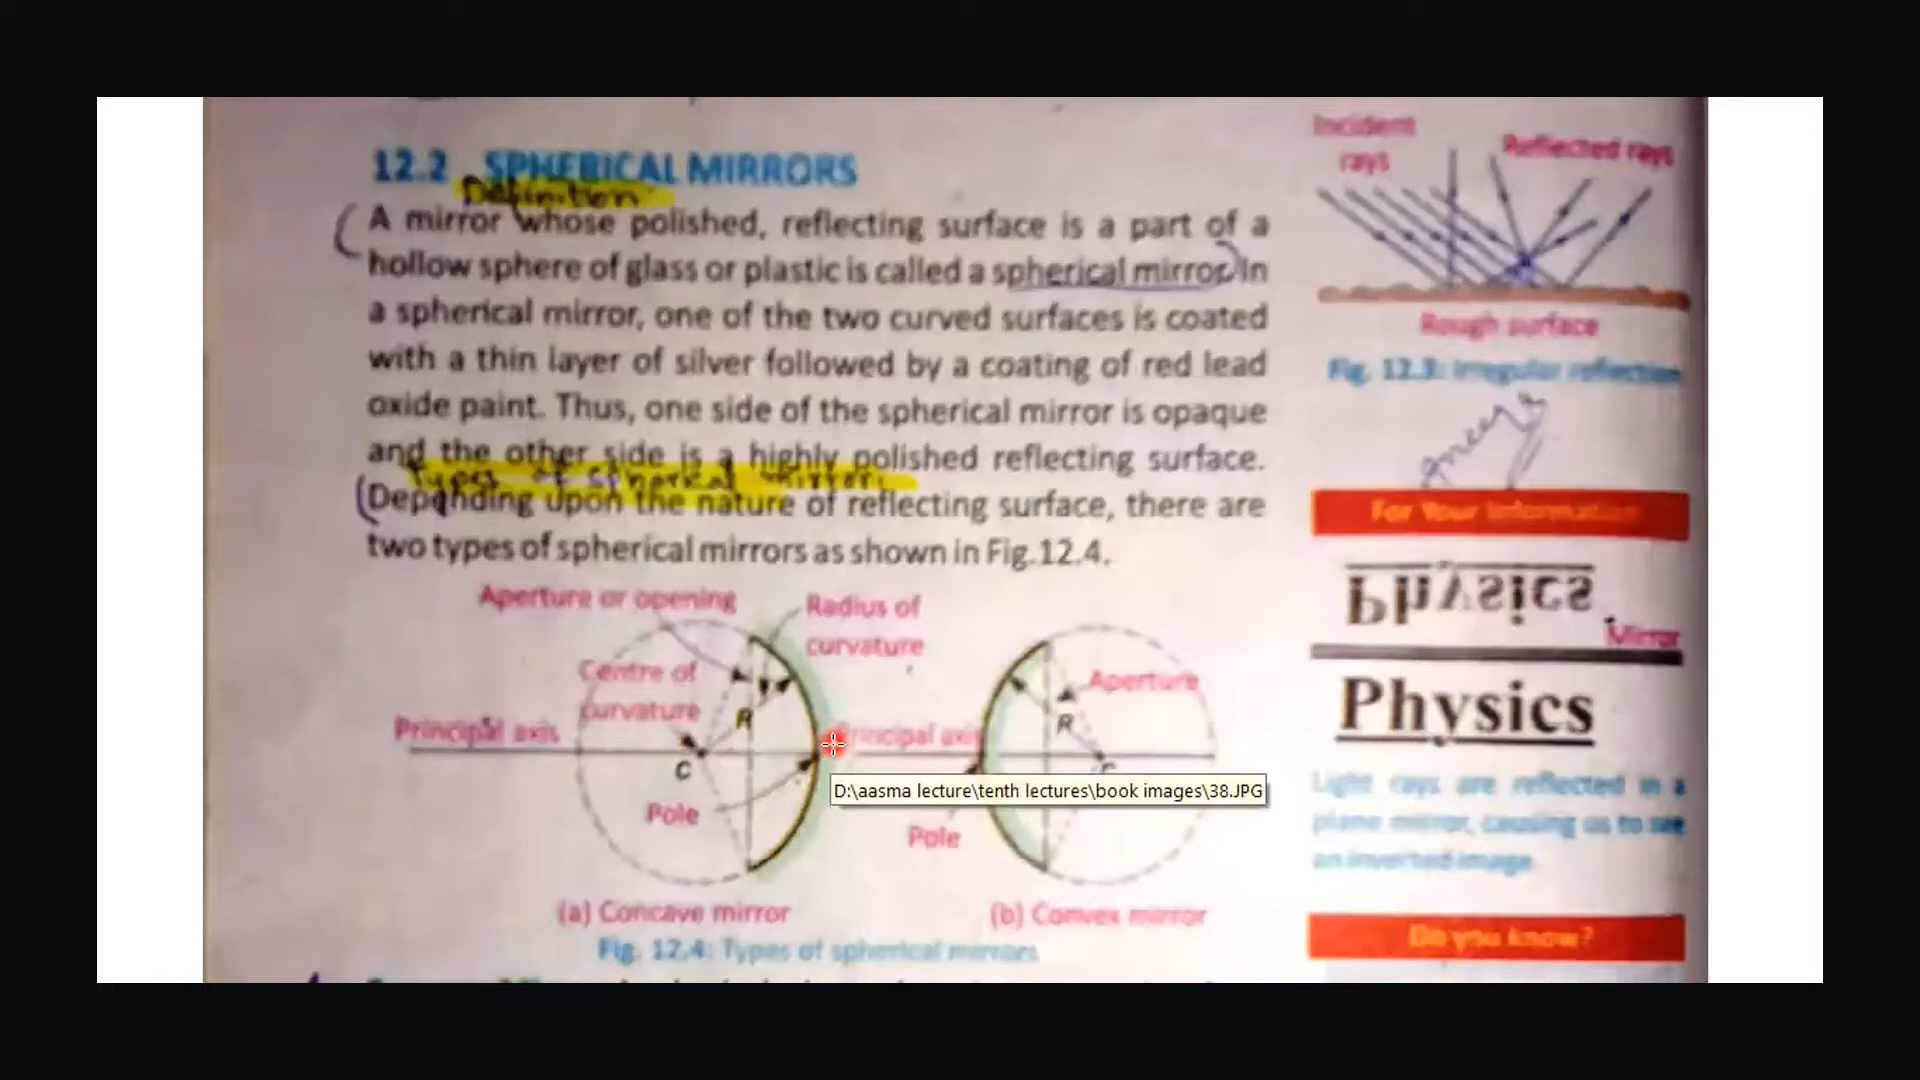 12.2 SPHERICAL MIRRORS
Definition
A mirror whose polished, reflecting surface is a part of a
hollow sphere of glass or plastic is called a spherical mirror. In
a spherical mirror, one of the two curved surfaces is coated
with a thin layer of silver followed by a coating of red lead
oxide paint. Thus, one side of the spherical mirror is opaque
and the other side is a highly polished reflecting surface.
Types of Spherical mirror:
(Depending upon the nature of reflecting surface, there are
two types of spherical mirrors as shown in Fig.12.4.
Aperture or opening
Radius of
curvature
Centre of
curvature
Principal axis
R
C
Pole
(a) Concave mirror
Principal axis
Aperture
R
Pole
(b) Convex mirror
Fig. 12.4: Types of spherical mirrors
D:\aasma lecture\tenth lectures\book images\38.JPG
Incident
rays
Reflected rays
Rough surface
Fig. 12.3: Irregular reflection
For Your Information
Physics
Mirror
Physics
Light rays are reflected in a
plane mirror, causing us to see
an inverted image.
Do you know?